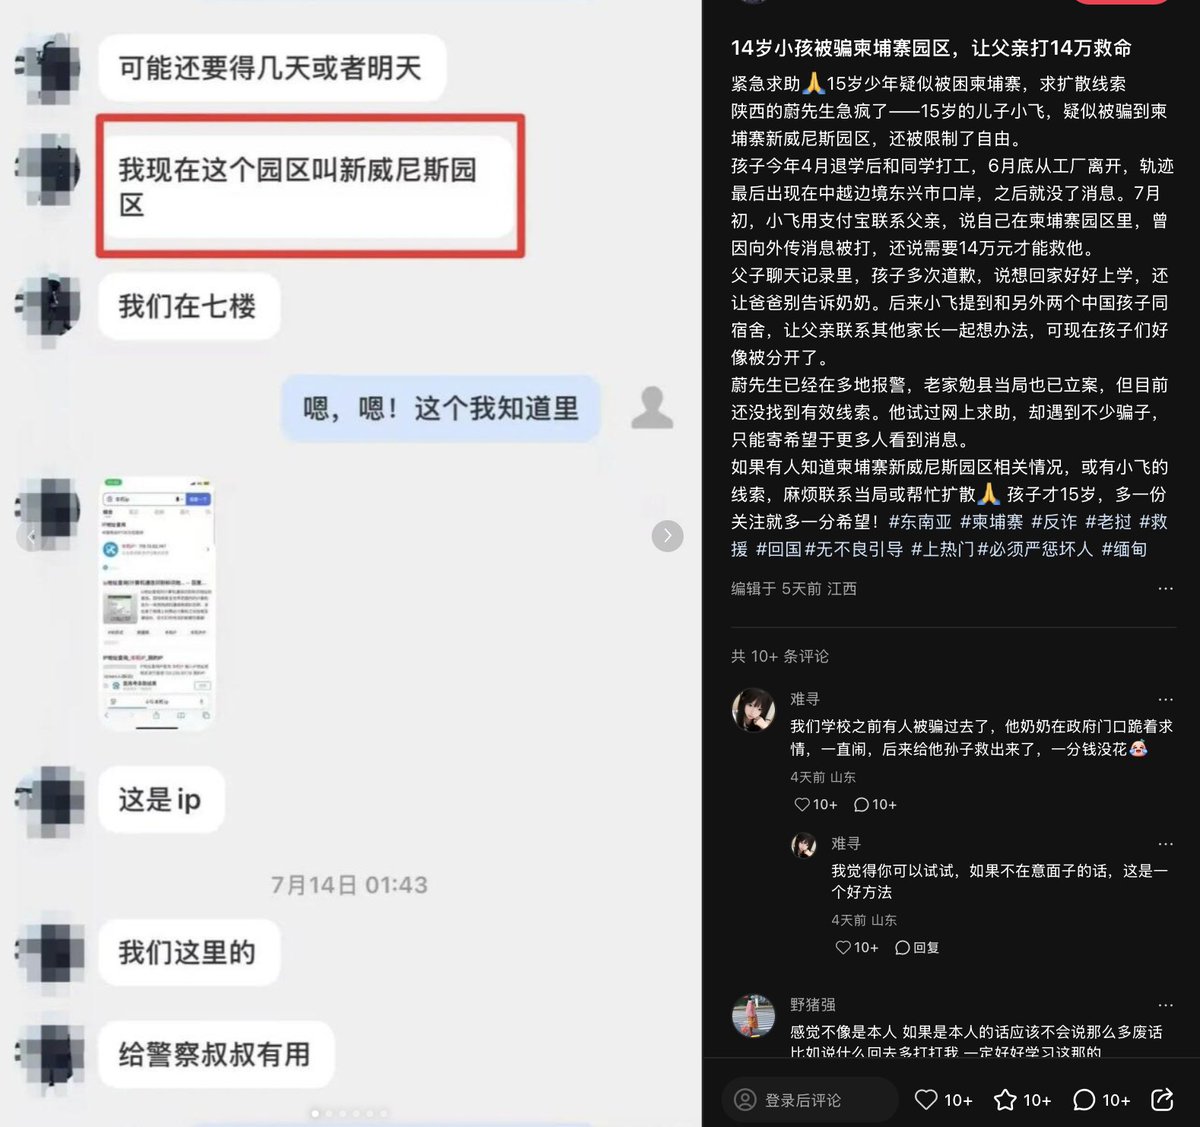 可能还要得几天或者明天
我现在这个园区叫新威尼斯园
区
我们在七楼
嗯，嗯！这个我知道里
这是ip
7月14日 01:43
我们这里的
给警察叔叔有用
14岁小孩被骗柬埔寨园区，让父亲打14万救命
紧急求助🙏15岁少年疑似被困柬埔寨，求扩散线索
陕西的蔚先生急疯了——15岁的儿子小飞，疑似被骗到柬
埔寨新威尼斯园区，还被限制了自由。
孩子今年4月退学后和同学打工，6月底从工厂离开，轨迹
最后出现在中越边境东兴市口岸，之后就没了消息。7月
初，小飞用支付宝联系父亲，说自己在柬埔寨园区里，曾
因向外传消息被打，还说需要14万元才能救他。
父子聊天记录里，孩子多次道歉，说想回家好好上学，还
让爸爸别告诉奶奶。后来小飞提到和另外两个中国孩子同
宿舍，让父亲联系其他家长一起想办法，可现在孩子们好
像被分开了。
蔚先生已经在多地报警，老家勉县当局也已立案，但目前
还没找到有效线索。他试过网上求助，却遇到不少骗子，
只能寄希望于更多人看到消息。
如果有人知道柬埔寨新威尼斯园区相关情况，或有小飞的
线索，麻烦联系当局或帮忙扩散🙏 孩子才15岁，多一份
关注就多一分希望！#东南亚 #柬埔寨 #反诈 #老挝 #救
援 #回国#无不良引导 #上热门#必须严惩坏人 #缅甸
编辑于 5天前 江西
共 10+ 条评论
难寻
我们学校之前有人被骗过去了，他奶奶在政府门口跪着求
情，一直闹，后来给他孙子救出来了，一分钱没花😭
4天前 山东
10+ 10+
难寻
我觉得你可以试试，如果不在意面子的话，这是一
个好方法
4天前 山东
10+ 回复
野猪强
感觉不像是本人 如果是本人的话应该不会说那么多废话
比如说什么回去多打打我 一定好好学习这那的
登录后评论 10+ 10+ 10+